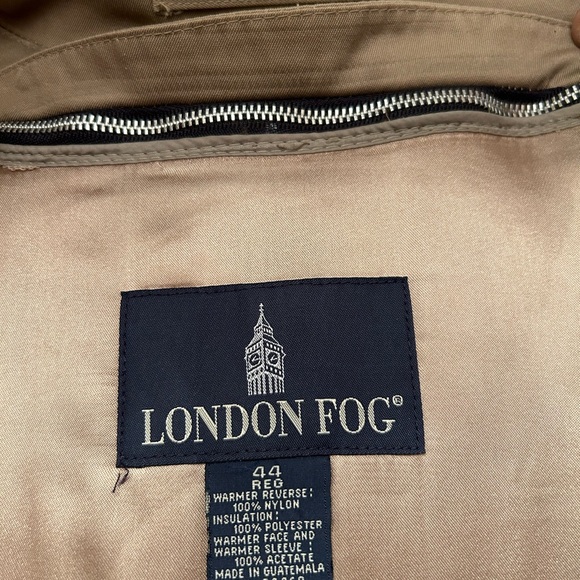 LONDON FOG®
44
REG
WARMER REVERSE:
100% NYLON
INSULATION:
100% POLYESTER
WARMER FACE AND
WARMER SLEEVE:
100% ACETATE
MADE IN GUATEMALA